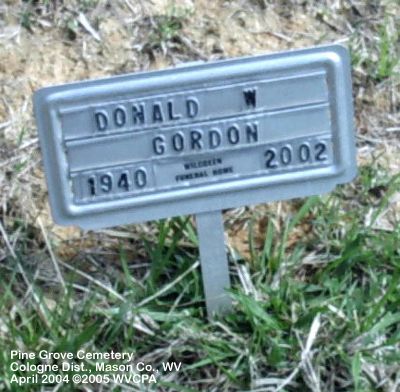 DONALD W
GORDON
1940 WILCOXEN 2002
FUNERAL HOME
Pine Grove Cemetery
Cologne Dist., Mason Co., WV
April 2004 ©2005 WVCPA